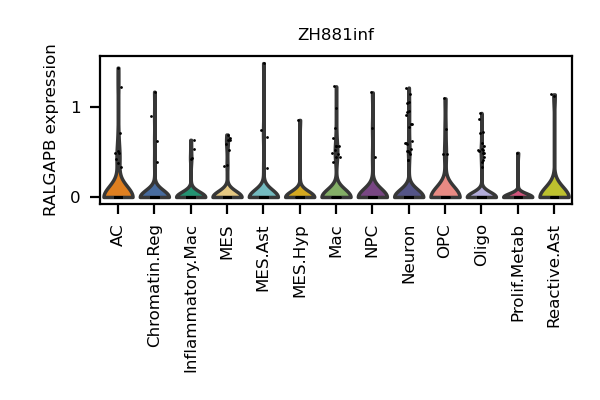 ZH881inf
RALGAPB expression
1
0
AC
Chromatin.Reg
Inflammatory.Mac
MES
MES.Ast
MES.Hyp
Mac
NPC
Neuron
OPC
Oligo
Prolif.Metab
Reactive.Ast